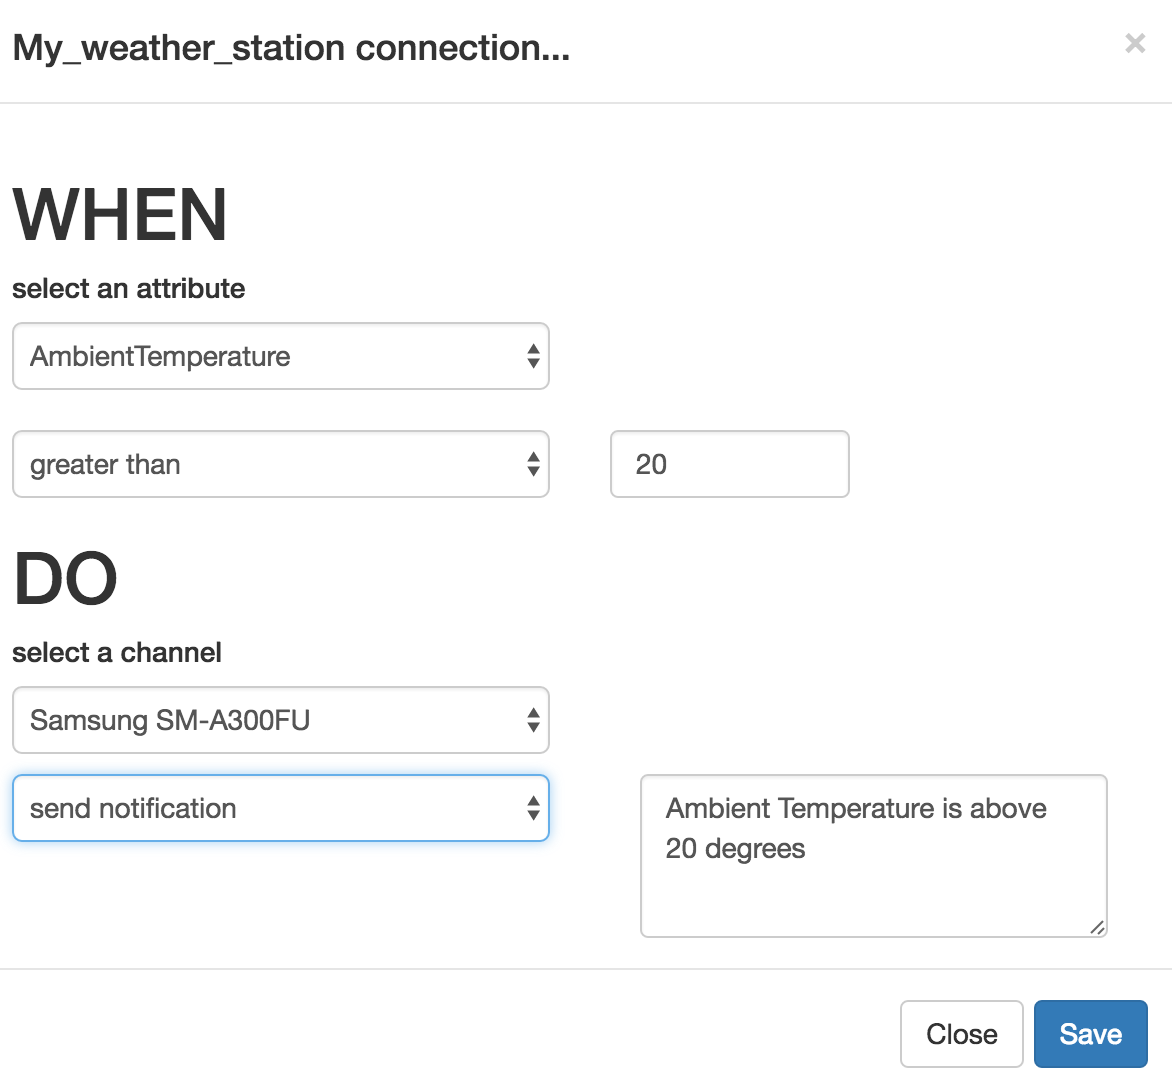 My_weather_station connection...
×
WHEN
select an attribute
AmbientTemperature
greater than
20
DO
select a channel
Samsung SM-A300FU
send notification
Ambient Temperature is above
20 degrees
Close
Save